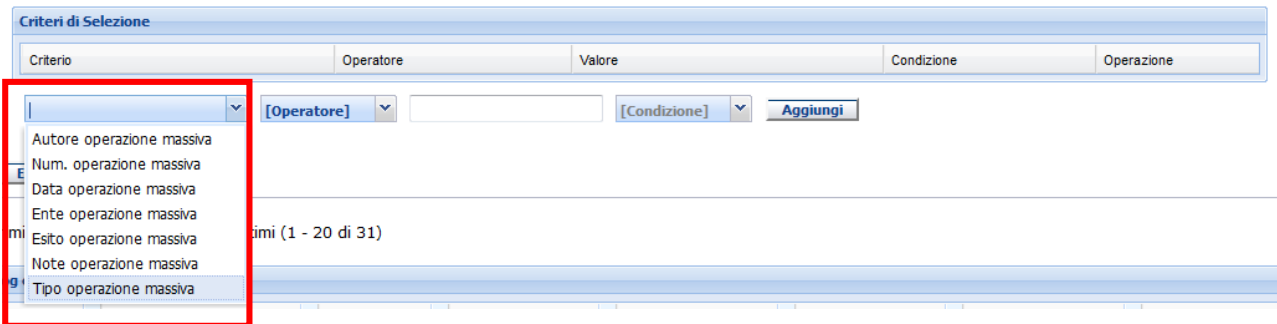 Criteri di Selezione
Criterio Operatore Valore Condizione Operazione
[Operatore] [Condizione] Aggiungi
Autore operazione massiva
Num. operazione massiva
Data operazione massiva
Ente operazione massiva
Esito operazione massiva
(1 - 20 di 31)
Note operazione massiva
Tipo operazione massiva